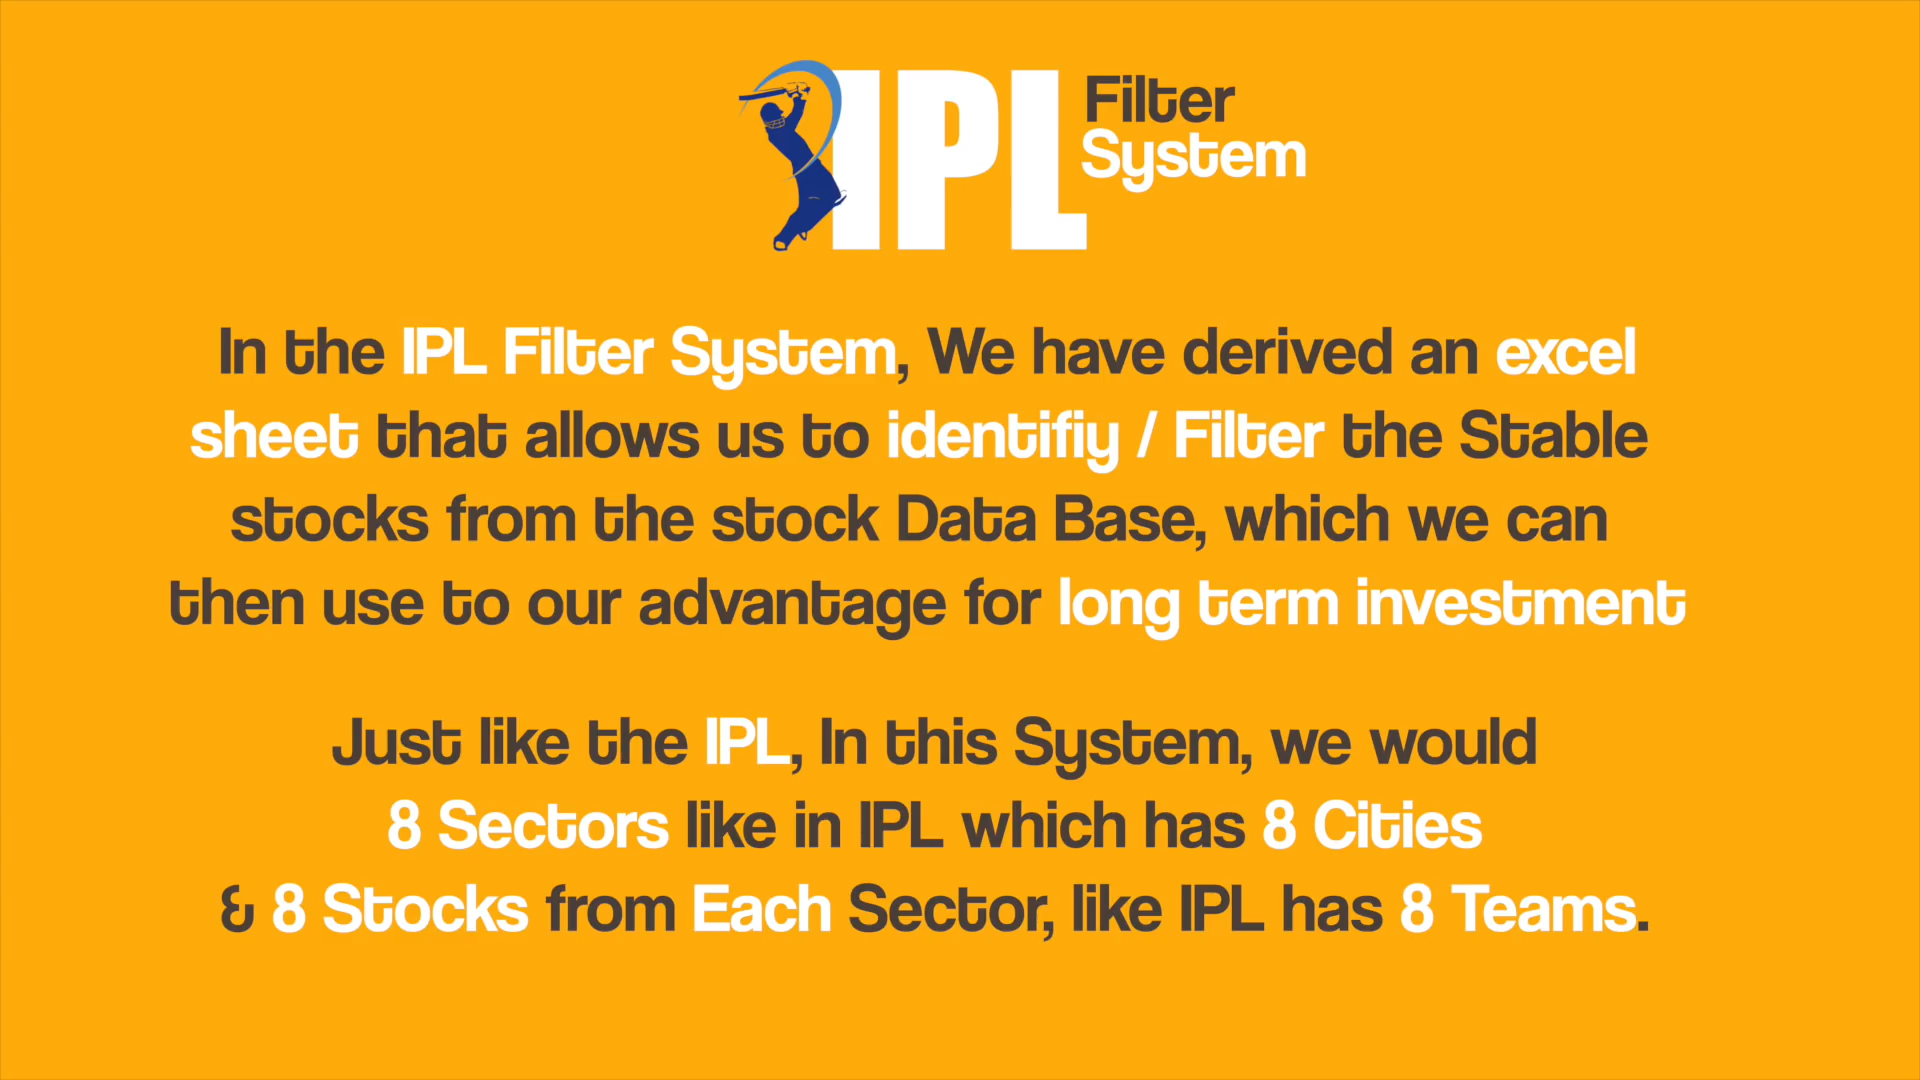 IPL Filter
System
In the IPL Filter System, We have derived an excel
sheet that allows us to identifiy / Filter the Stable
stocks from the stock Data Base, which we can
then use to our advantage for long term investment
Just like the IPL, In this System, we would
8 Sectors like in IPL which has 8 Cities
& 8 Stocks from Each Sector, like IPL has 8 Teams.